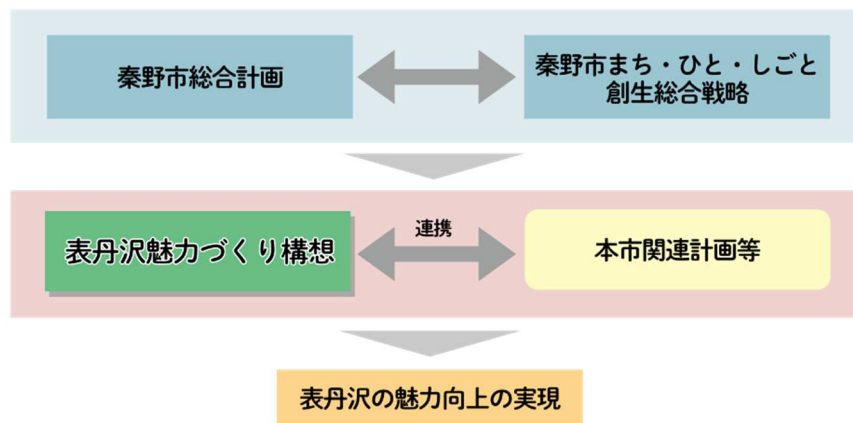 秦野市総合計画
秦野市まち・ひと・しごと
創生総合戦略
表丹沢魅力づくり構想
連携
本市関連計画等
表丹沢の魅力向上の実現